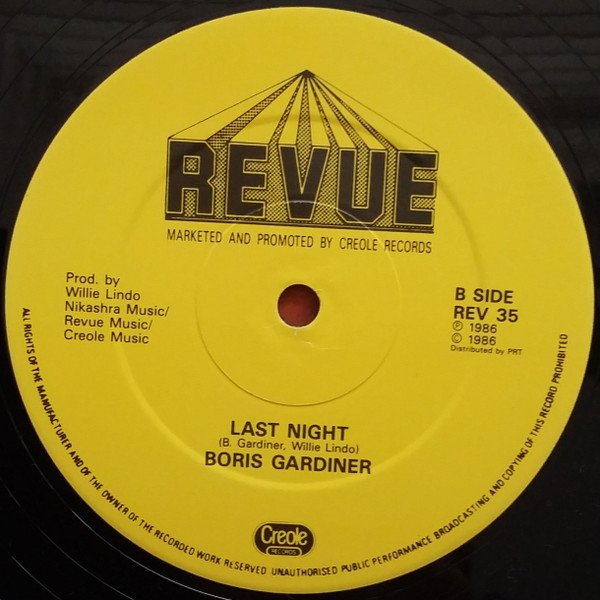 REVUE
MARKETED AND PROMOTED BY CREOLE RECORDS
Prod. by
Willie Lindo
Nikashra Music/
Revue Music/
Creole Music
B SIDE
REV 35
℗ 1986
© 1986
Distributed by PRT
LAST NIGHT
(B. Gardiner, Willie Lindo)
BORIS GARDINER
Creole
RECORDS
ALL RIGHTS OF THE MANUFACTURER AND OF THE OWNER OF THE RECORDED WORK RESERVED UNAUTHORISED PUBLIC PERFORMANCE BROADCASTING AND COPYING OF THIS RECORD PROHIBITED